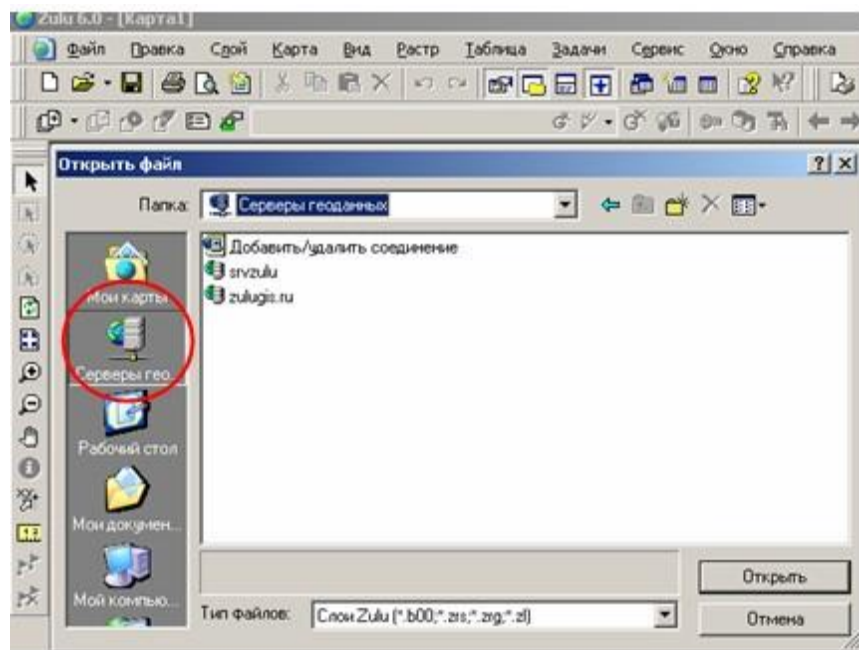 Zulu 6.0 - [Карта1]
Файл Правка Слой Карта Вид Растр Таблица Задачи Сервис Окно Справка
Открыть файл
Папка: Серверы геоданных
Добавить/удалить соединение
srvzulu
zulugis.ru
Мои карты
Серверы гео...
Рабочий стол
Мои докумен...
Мой компью...
Тип файлов: Слои Zulu (*.b00;*.zrs;*.zrg;*.zl)
Открыть
Отмена